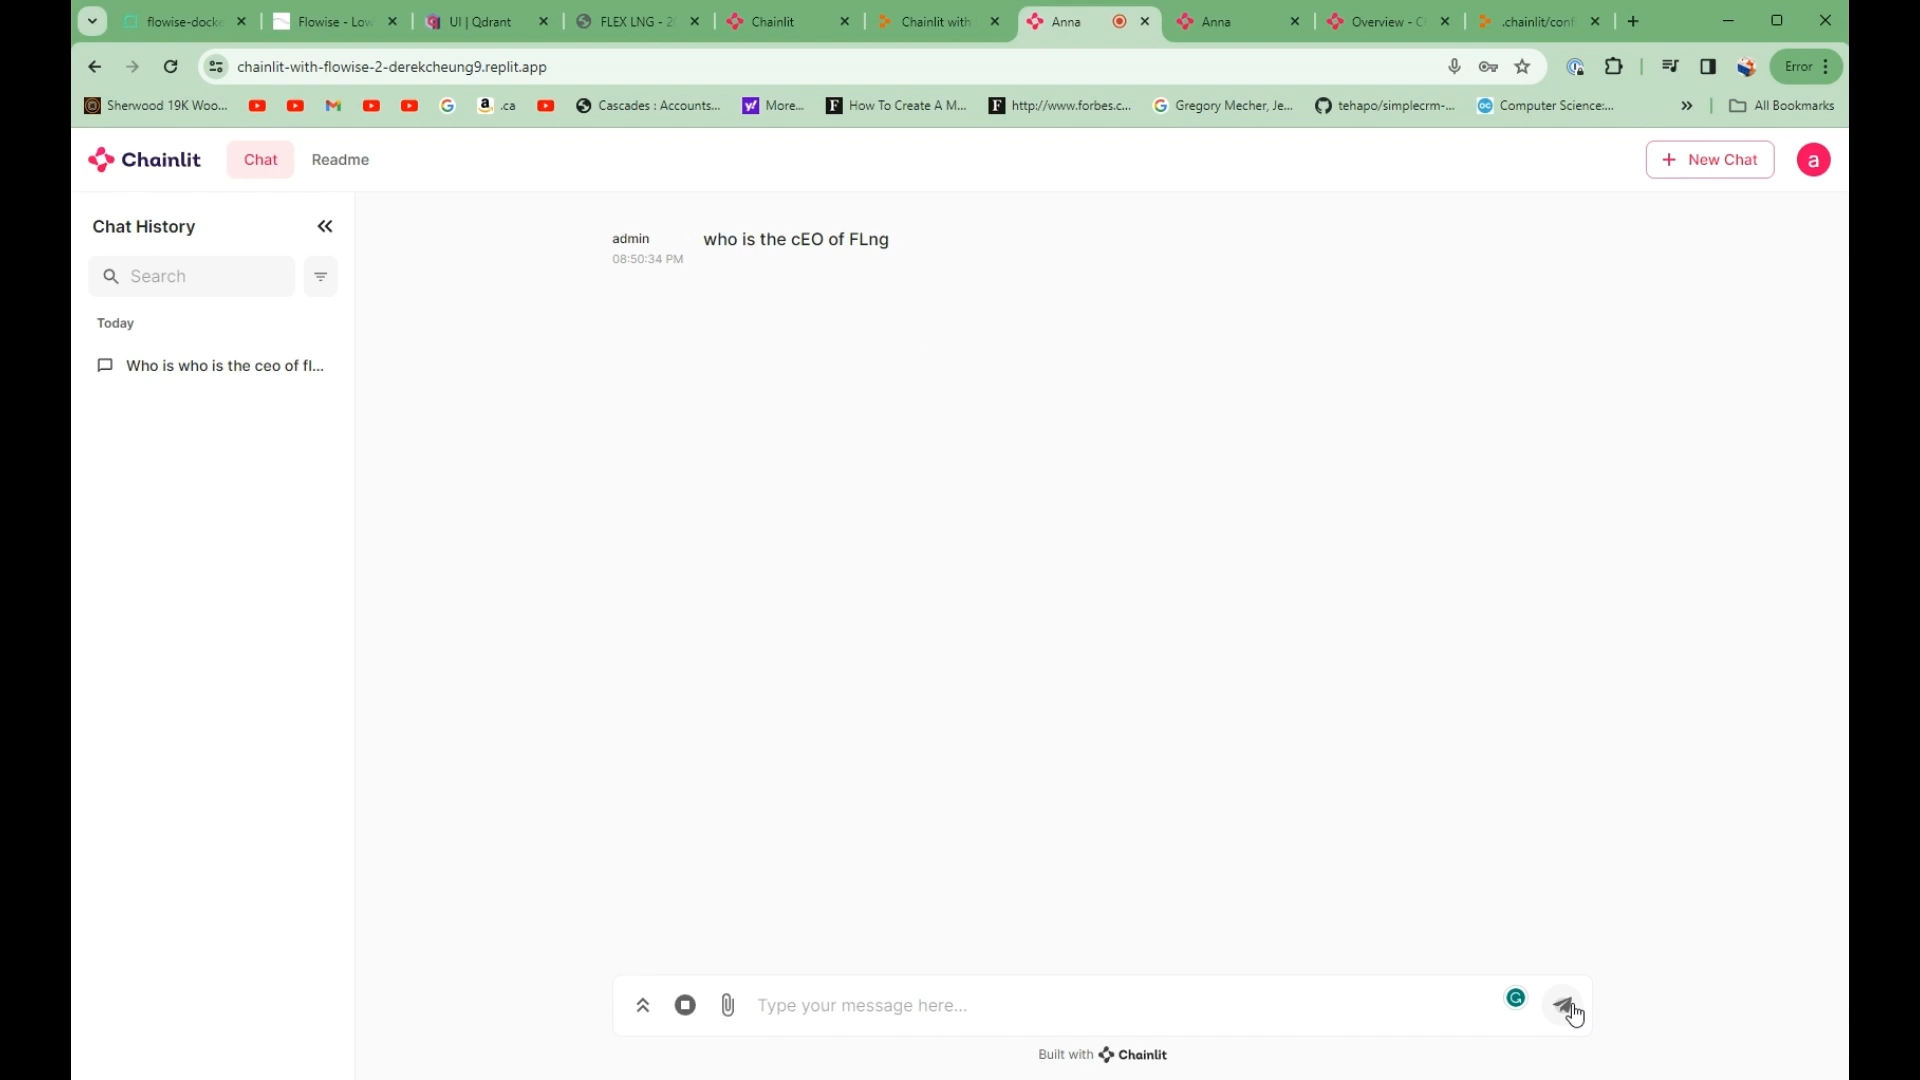 flowise-docke
Flowise - Low
UI | Qdrant
FLEX LNG - 20
Chainlit
Chainlit with
Anna
Anna
Overview - C
.chainlit/conf
chainlit-with-flowise-2-derekcheung9.replit.app
Error
Sherwood 19K Woo...
.ca
Cascades : Accounts...
More...
How To Create A M...
http://www.forbes.c...
Gregory Mecher, Je...
tehapo/simplecrm-...
Computer Science:...
»
All Bookmarks
Chainlit
Chat
Readme
+ New Chat
a
Chat History
Search
Today
Who is who is the ceo of fl...
admin
who is the cEO of FLng
08:50:34 PM
Type your message here...
Built with Chainlit